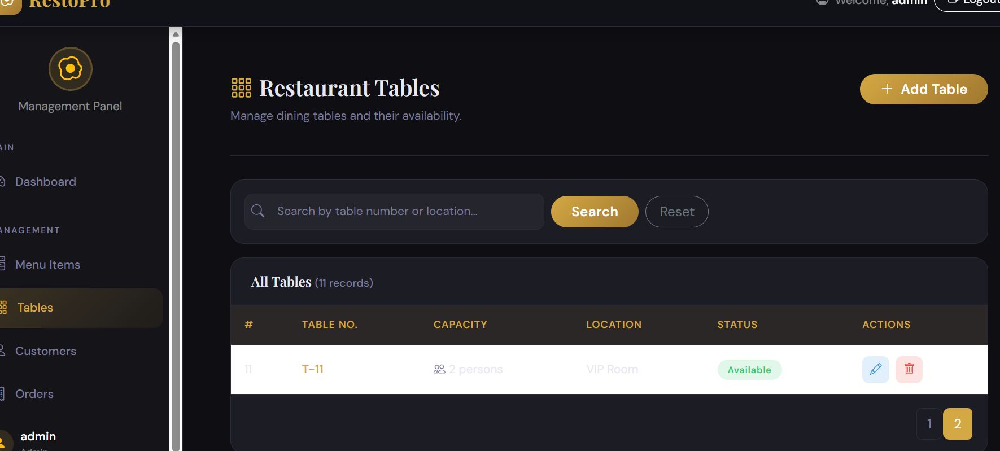 RestoPro
Welcome, admin
Logout
Management Panel
AIN
Dashboard
ANAGEMENT
Menu Items
Tables
Customers
Orders
admin
Admin
Restaurant Tables
Manage dining tables and their availability.
+ Add Table
Search by table number or location...
Search
Reset
All Tables (11 records)
# TABLE NO. CAPACITY LOCATION STATUS ACTIONS
11 T-11 2 persons VIP Room Available
1 2